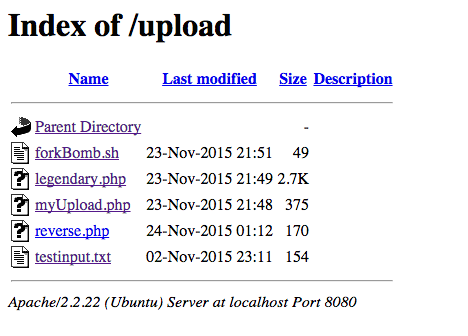 Index of /upload
Name Last modified Size Description
Parent Directory -
forkBomb.sh 23-Nov-2015 21:51 49
legendary.php 23-Nov-2015 21:49 2.7K
myUpload.php 23-Nov-2015 21:48 375
reverse.php 24-Nov-2015 01:12 170
testinput.txt 02-Nov-2015 23:11 154
Apache/2.2.22 (Ubuntu) Server at localhost Port 8080